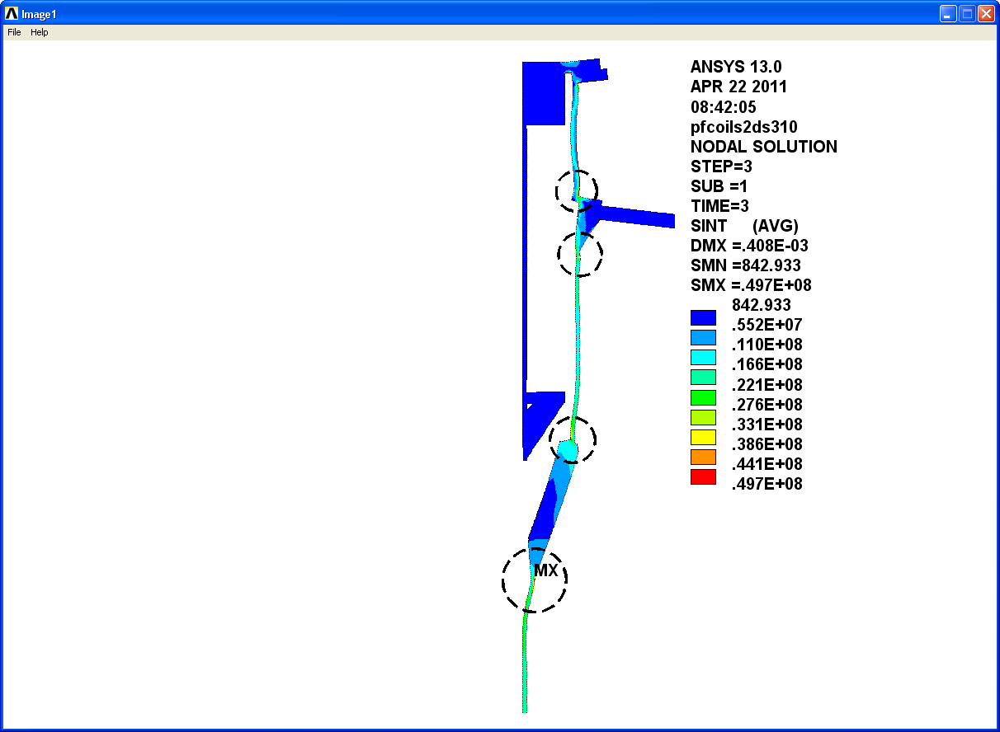 Image1
File Help
ANSYS 13.0
APR 22 2011
08:42:05
pfcoils2ds310
NODAL SOLUTION
STEP=3
SUB =1
TIME=3
SINT (AVG)
DMX =.408E-03
SMN =842.933
SMX =.497E+08
842.933
.552E+07
.110E+08
.166E+08
.221E+08
.276E+08
.331E+08
.386E+08
.441E+08
.497E+08
MX